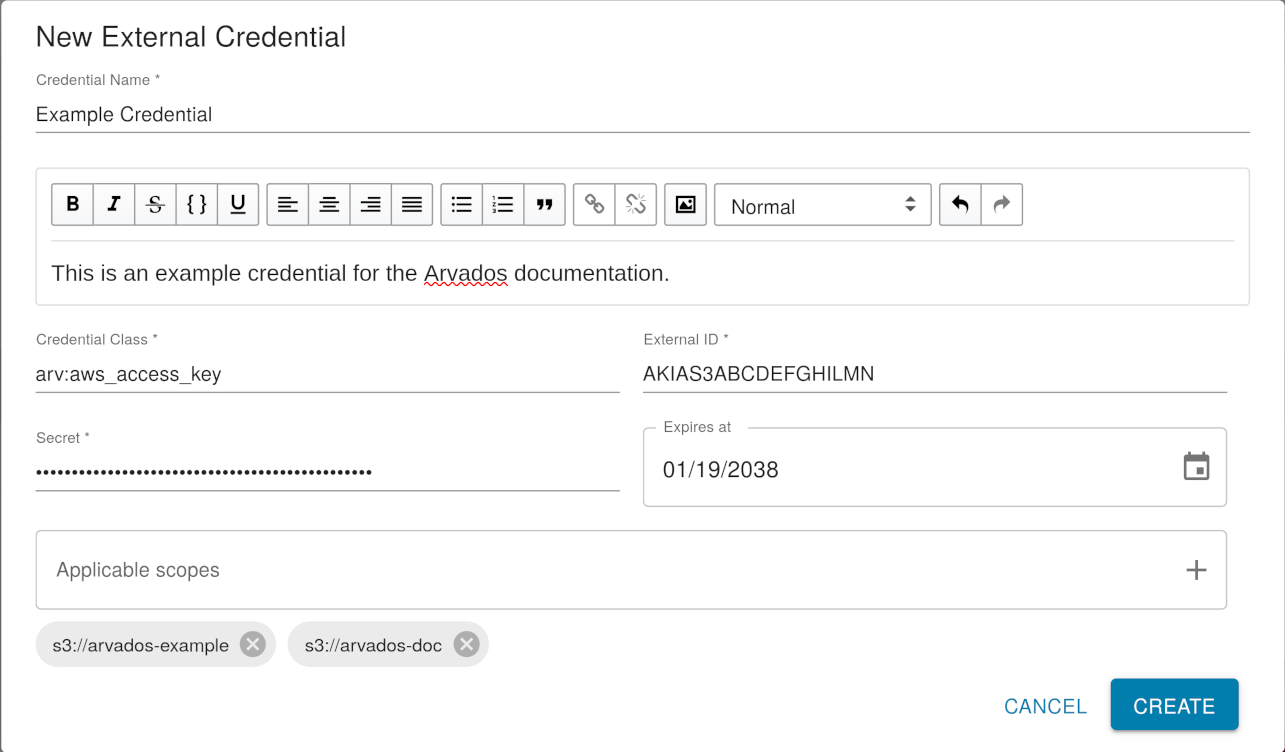 New External Credential
Credential Name *
Example Credential
B I S { } U Normal
This is an example credential for the Arvados documentation.
Credential Class * External ID *
arv:aws_access_key AKIAS3ABCDEFGHILMN
Secret * Expires at
•••••••••••••••••••••••••••••••••••••••••••••••• 01/19/2038
Applicable scopes
s3://arvados-example s3://arvados-doc
CANCEL CREATE